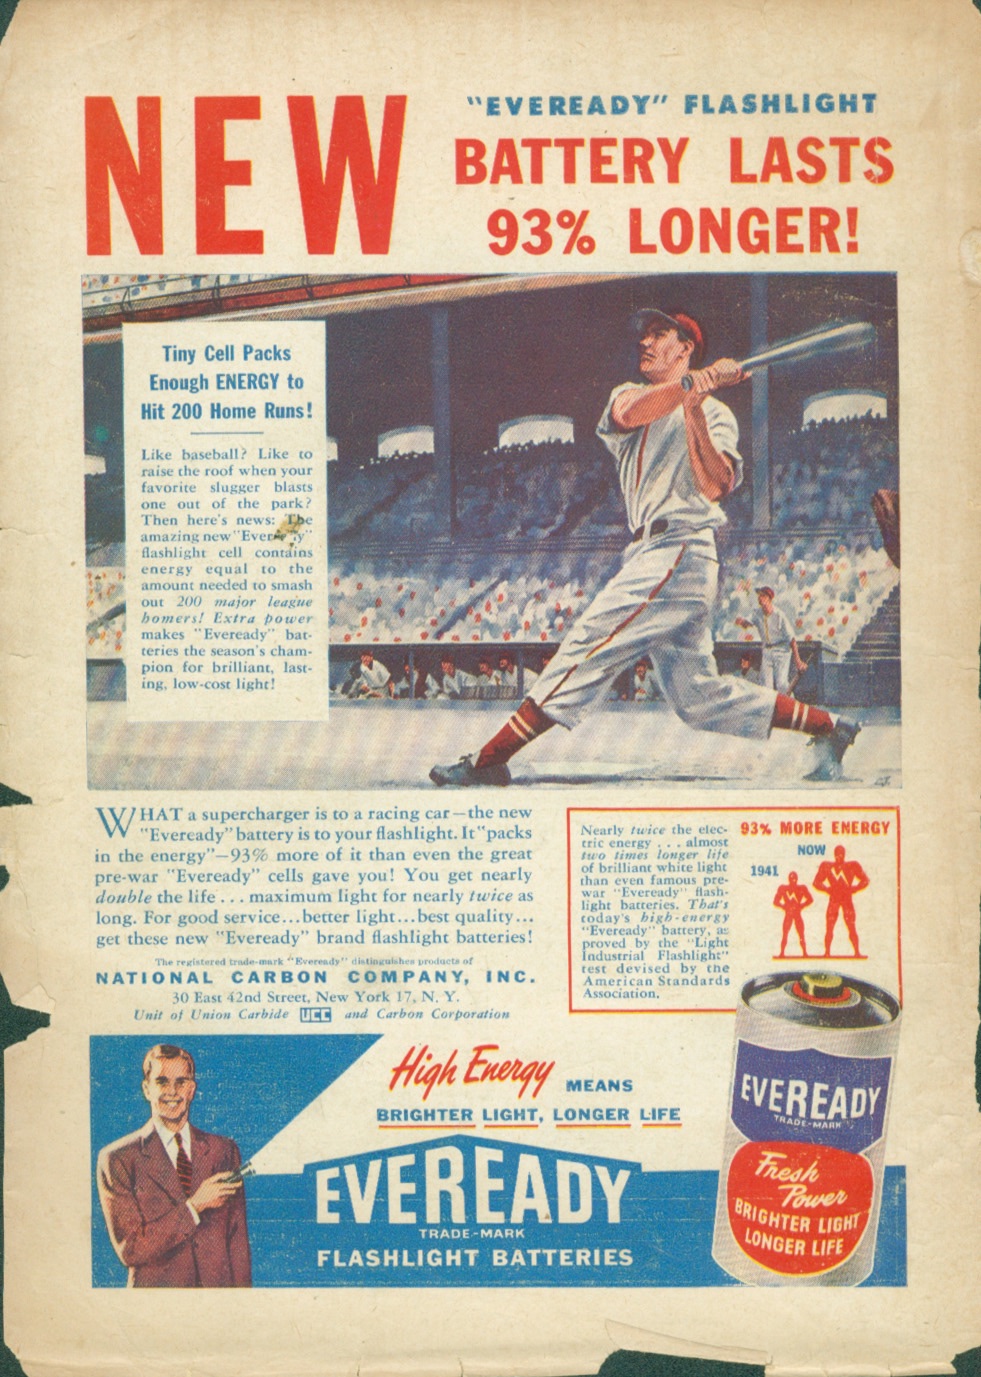 NEW
"EVEREADY" FLASHLIGHT
BATTERY LASTS
93% LONGER!
Tiny Cell Packs
Enough ENERGY to
Hit 200 Home Runs!
Like baseball? Like to
raise the roof when your
favorite slugger blasts
one out of the park?
Then here's news: The
amazing new "Eveready"
flashlight cell contains
energy equal to the
amount needed to smash
out 200 major league
homers! Extra power
makes "Eveready" bat-
teries the season's cham-
pion for brilliant, last-
ing, low-cost light!
WHAT a supercharger is to a racing car—the new
"Eveready" battery is to your flashlight. It "packs
in the energy"—93% more of it than even the great
pre-war "Eveready" cells gave you! You get nearly
double the life . . . maximum light for nearly twice as
long. For good service...better light...best quality...
get these new "Eveready" brand flashlight batteries!
The registered trade-mark "Eveready" distinguishes products of
NATIONAL CARBON COMPANY, INC.
30 East 42nd Street, New York 17, N. Y.
Unit of Union Carbide UCC and Carbon Corporation
Nearly twice the elec-
tric energy . . . almost
two times longer life
of brilliant white light
than even famous pre-
war "Eveready" flash-
light batteries. That's
today's high-energy
"Eveready" battery, as
proved by the "Light
Industrial Flashlight"
test devised by the
American Standards
Association.
93% MORE ENERGY
NOW
1941
High Energy MEANS
BRIGHTER LIGHT, LONGER LIFE
EVEREADY
TRADE-MARK
FLASHLIGHT BATTERIES
EVEREADY
TRADE-MARK
Fresh
Power
BRIGHTER LIGHT
LONGER LIFE